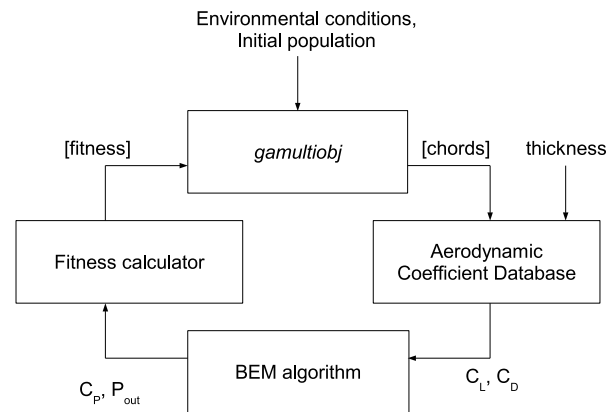 Environmental conditions,
Initial population
[fitness]
gamultiobj
[chords]
thickness
Fitness calculator
Aerodynamic
Coefficient Database
BEM algorithm
C_P, P_out
C_L, C_D